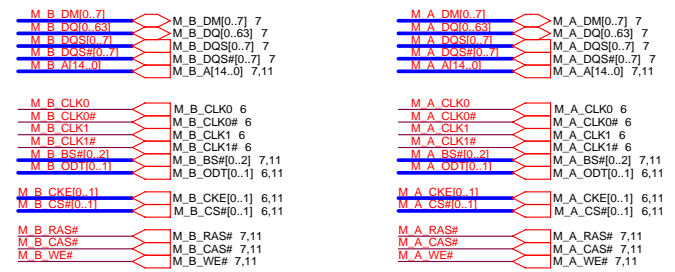 M_B_DM[0..7] M_B_DM[0..7] 7
M_B_DQ[0..63] M_B_DQ[0..63] 7
M_B_DQS[0..7] M_B_DQS[0..7] 7
M_B_DQS#[0..7] M_B_DQS#[0..7] 7
M_B_A[14..0] M_B_A[14..0] 7,11
M_B_CLK0 M_B_CLK0 6
M_B_CLK0# M_B_CLK0# 6
M_B_CLK1 M_B_CLK1 6
M_B_CLK1# M_B_CLK1# 6
M_B_BS#[0..2] M_B_BS#[0..2] 7,11
M_B_ODT[0..1] M_B_ODT[0..1] 6,11
M_B_CKE[0..1] M_B_CKE[0..1] 6,11
M_B_CS#[0..1] M_B_CS#[0..1] 6,11
M_B_RAS# M_B_RAS# 7,11
M_B_CAS# M_B_CAS# 7,11
M_B_WE# M_B_WE# 7,11
M_A_DM[0..7] M_A_DM[0..7] 7
M_A_DQ[0..63] M_A_DQ[0..63] 7
M_A_DQS[0..7] M_A_DQS[0..7] 7
M_A_DQS#[0..7] M_A_DQS#[0..7] 7
M_A_A[14..0] M_A_A[14..0] 7,11
M_A_CLK0 M_A_CLK0 6
M_A_CLK0# M_A_CLK0# 6
M_A_CLK1 M_A_CLK1 6
M_A_CLK1# M_A_CLK1# 6
M_A_BS#[0..2] M_A_BS#[0..2] 7,11
M_A_ODT[0..1] M_A_ODT[0..1] 6,11
M_A_CKE[0..1] M_A_CKE[0..1] 6,11
M_A_CS#[0..1] M_A_CS#[0..1] 6,11
M_A_RAS# M_A_RAS# 7,11
M_A_CAS# M_A_CAS# 7,11
M_A_WE# M_A_WE# 7,11